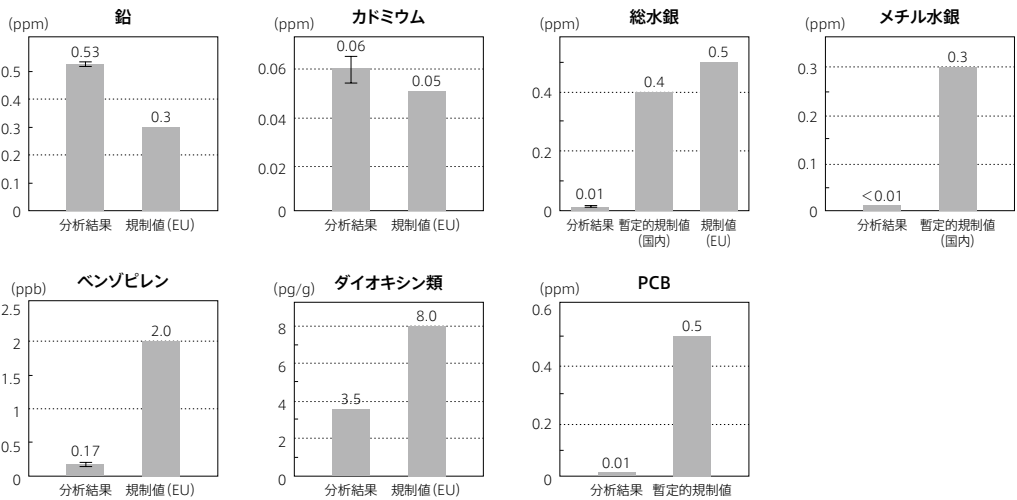 鉛
(ppm)
0.53
0.5
0.4
0.3
0.3
0.2
0.1
0
分析結果 規制値(EU)
カドミウム
(ppm)
0.06
0.06
0.05
0.04
0.02
0
分析結果 規制値(EU)
総水銀
(ppm)
0.5
0.4
0.4
0.2
0.01
0
分析結果 暫定的規制値 規制値
(国内) (EU)
メチル水銀
(ppm)
0.3
0.3
0.2
0.1
<0.01
0
分析結果 暫定的規制値
(国内)
ベンゾピレン
(ppb)
2.5
2.0
2
1.5
1
0.5
0.17
0
分析結果 規制値(EU)
ダイオキシン類
(pg/g)
8.0
8
6
4
3.5
2
0
分析結果 規制値(EU)
PCB
(ppm)
0.6
0.5
0.4
0.2
0.01
0
分析結果 暫定的規制値